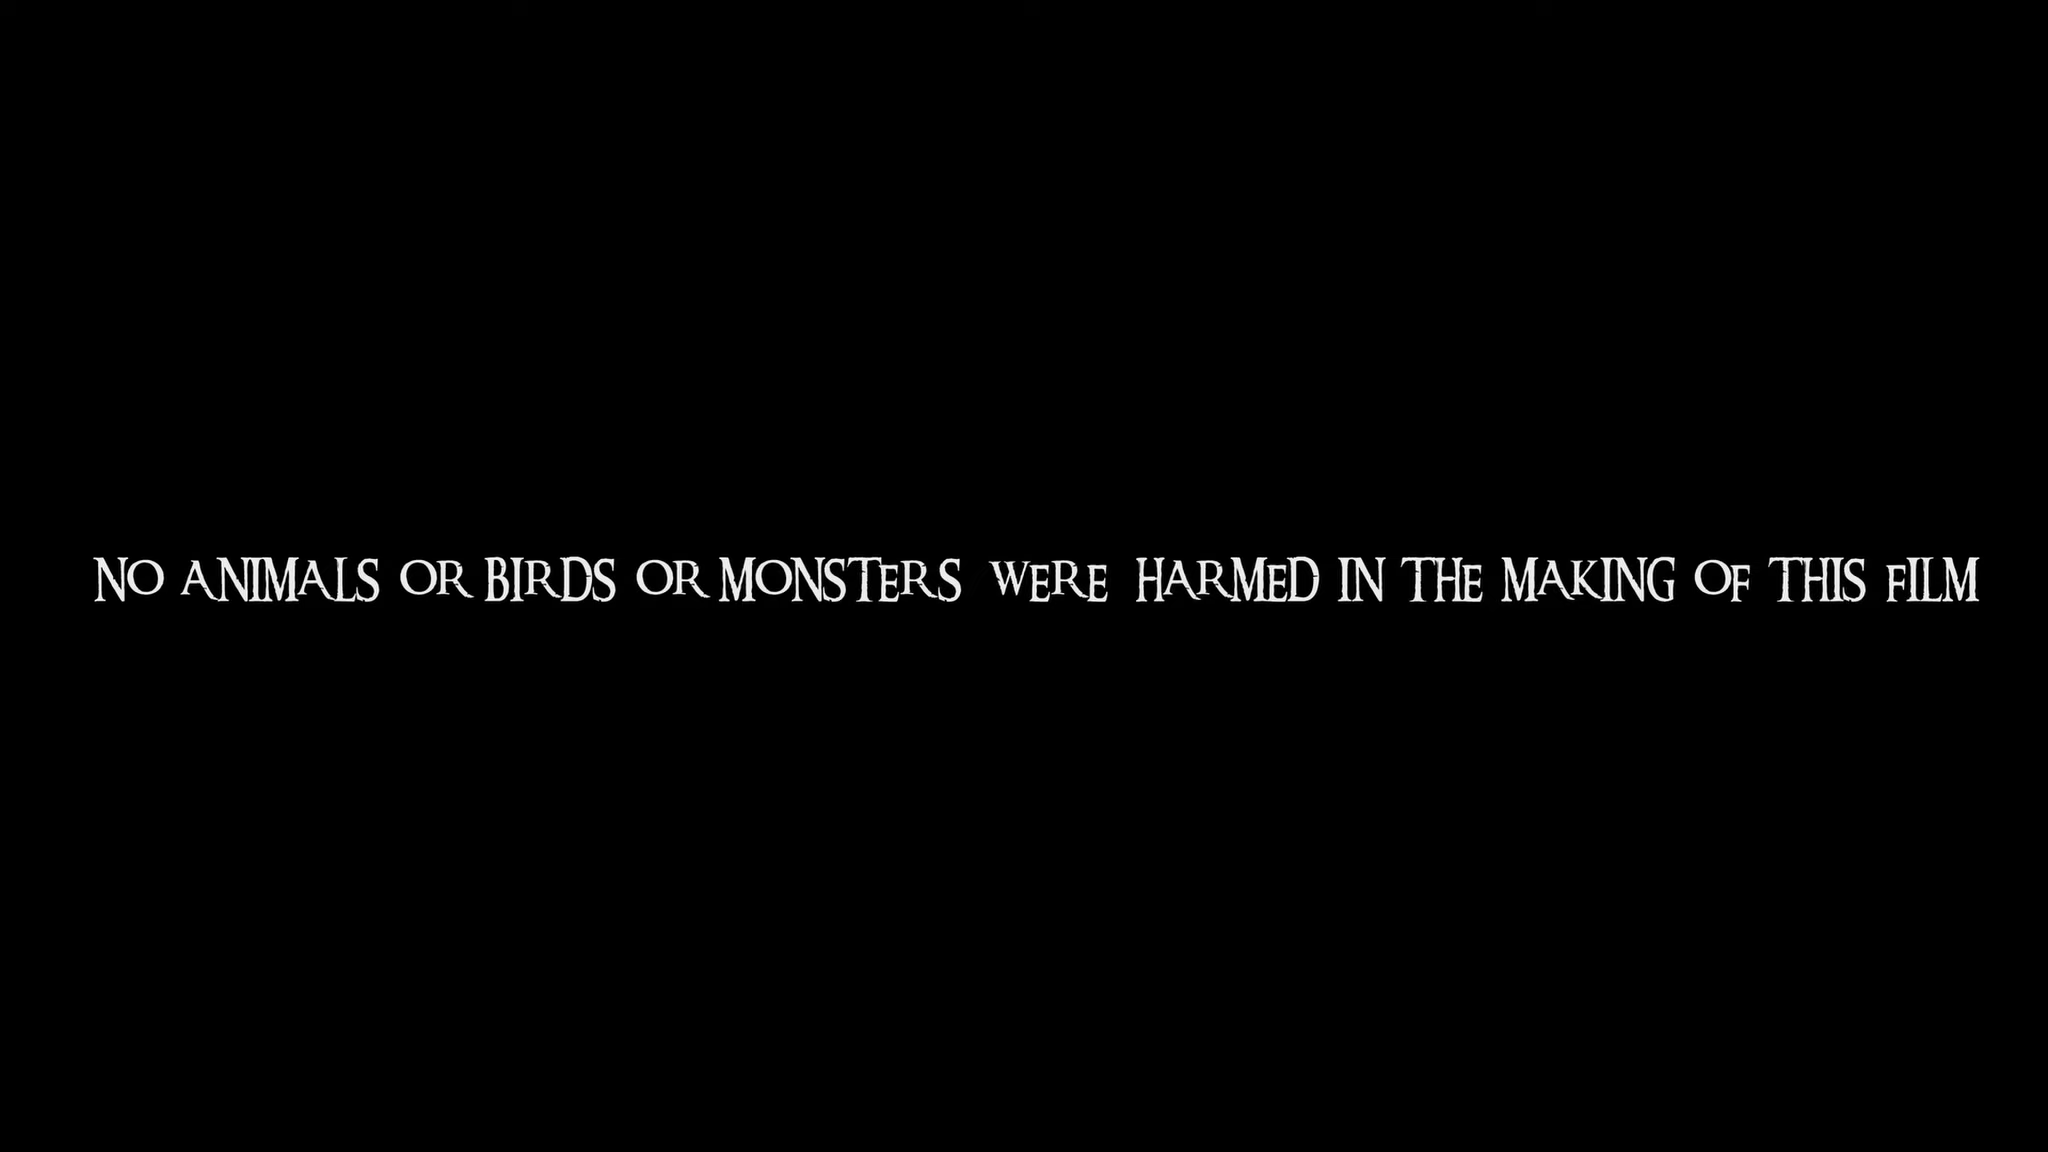 NO ANIMALS OR BIRDS OR MONSTERS WERE HARMED IN THE MAKING OF THIS FILM